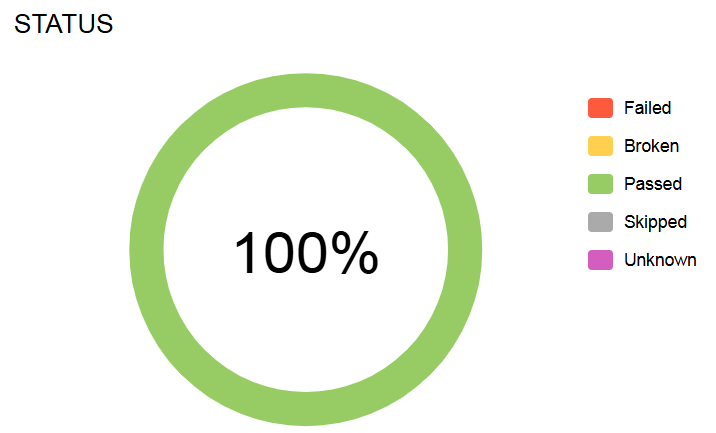 STATUS
100%
Failed
Broken
Passed
Skipped
Unknown